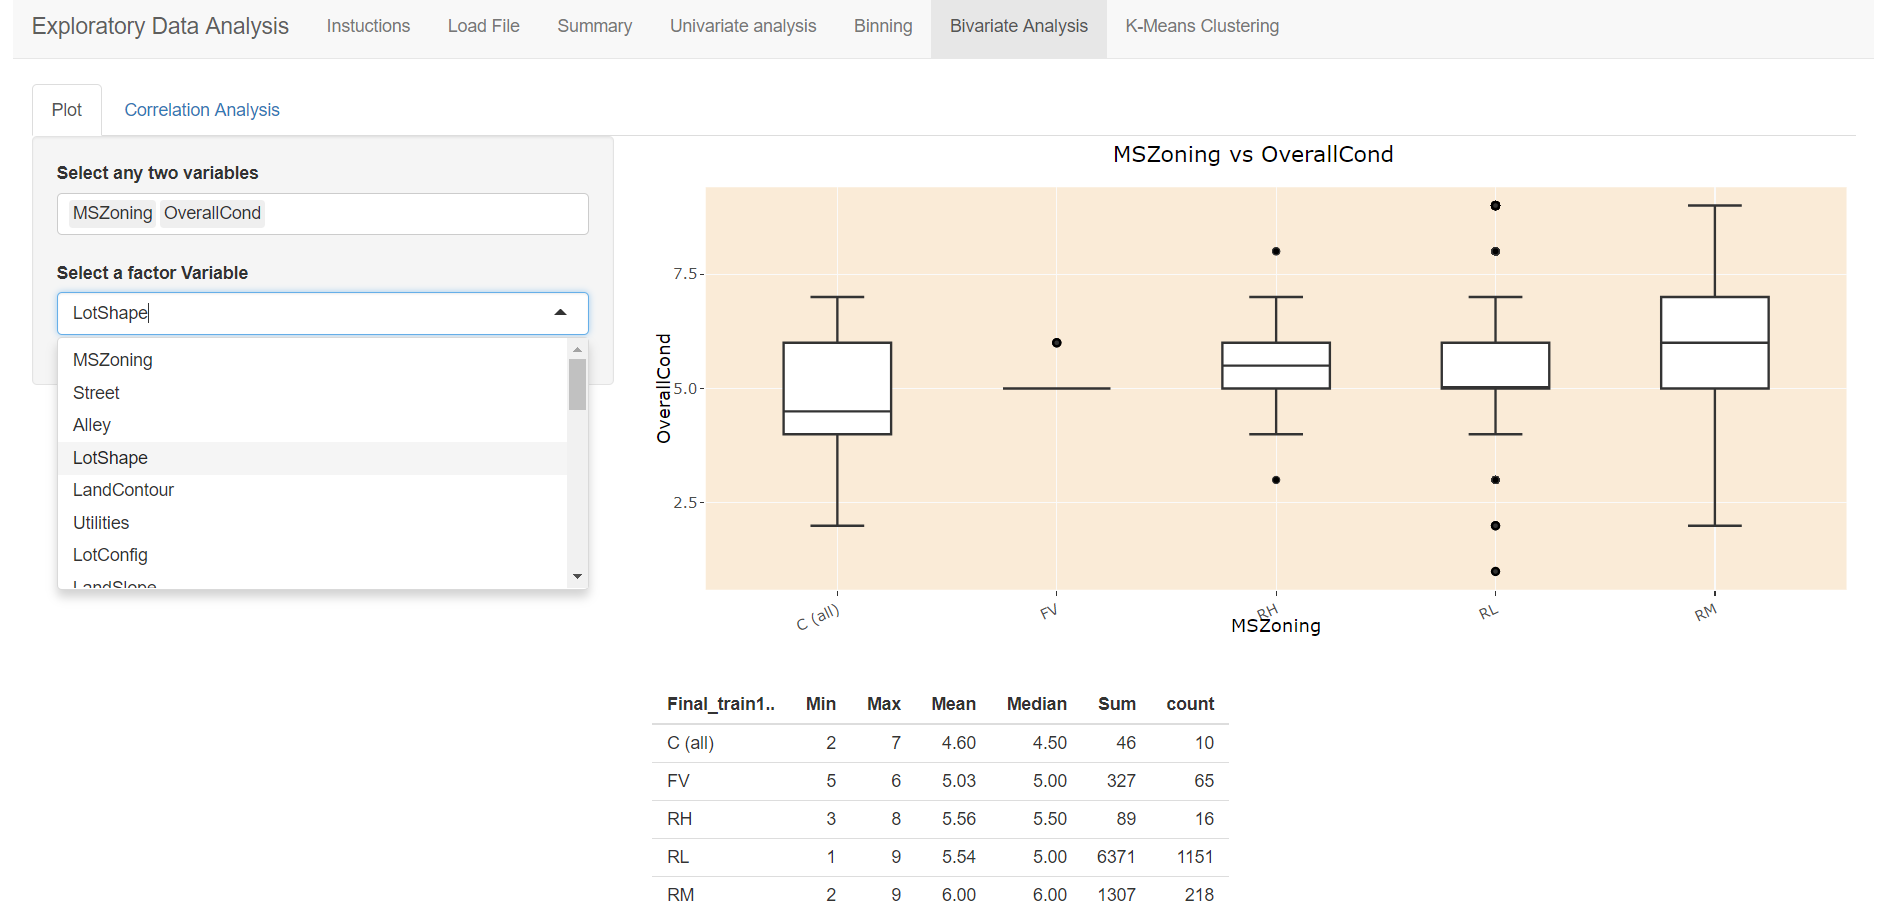 Exploratory Data Analysis Instuctions Load File Summary Univariate analysis Binning Bivariate Analysis K-Means Clustering
Plot Correlation Analysis
Select any two variables
MSZoning OverallCond
Select a factor Variable
LotShape
MSZoning
Street
Alley
LotShape
LandContour
Utilities
LotConfig
LandSlope
MSZoning vs OverallCond
OverallCond
7.5
5.0
2.5
C (all) FV RH RL RM
MSZoning
Final_train1.. Min Max Mean Median Sum count
C (all) 2 7 4.60 4.50 46 10
FV 5 6 5.03 5.00 327 65
RH 3 8 5.56 5.50 89 16
RL 1 9 5.54 5.00 6371 1151
RM 2 9 6.00 6.00 1307 218